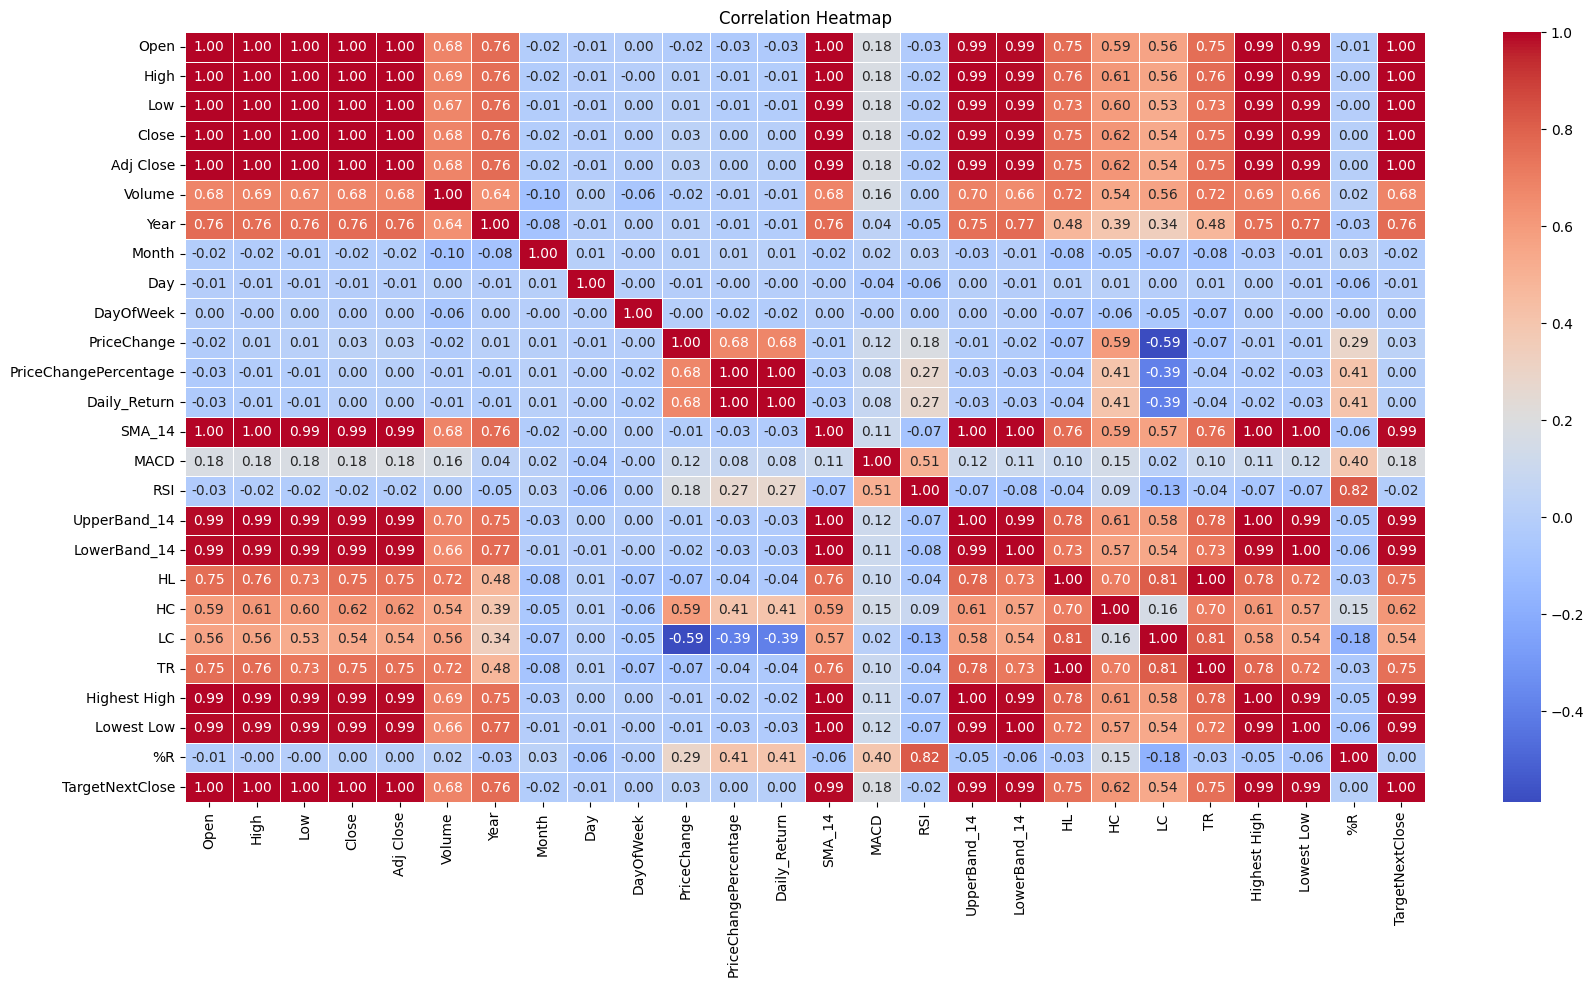 Correlation Heatmap
Open 1.00 1.00 1.00 1.00 1.00 0.68 0.76 -0.02 -0.01 0.00 -0.02 -0.03 -0.03 1.00 0.18 -0.03 0.99 0.99 0.75 0.59 0.56 0.75 0.99 0.99 -0.01 1.00
High 1.00 1.00 1.00 1.00 1.00 0.69 0.76 -0.02 -0.01 -0.00 0.01 -0.01 -0.01 1.00 0.18 -0.02 0.99 0.99 0.76 0.61 0.56 0.76 0.99 0.99 -0.00 1.00
Low 1.00 1.00 1.00 1.00 1.00 0.67 0.76 -0.01 -0.01 0.00 0.01 -0.01 -0.01 0.99 0.18 -0.02 0.99 0.99 0.73 0.60 0.53 0.73 0.99 0.99 -0.00 1.00
Close 1.00 1.00 1.00 1.00 1.00 0.68 0.76 -0.02 -0.01 0.00 0.03 0.00 0.00 0.99 0.18 -0.02 0.99 0.99 0.75 0.62 0.54 0.75 0.99 0.99 0.00 1.00
Adj Close 1.00 1.00 1.00 1.00 1.00 0.68 0.76 -0.02 -0.01 0.00 0.03 0.00 0.00 0.99 0.18 -0.02 0.99 0.99 0.75 0.62 0.54 0.75 0.99 0.99 0.00 1.00
Volume 0.68 0.69 0.67 0.68 0.68 1.00 0.64 -0.10 0.00 -0.06 -0.02 -0.01 -0.01 0.68 0.16 0.00 0.70 0.66 0.72 0.54 0.56 0.72 0.69 0.66 0.02 0.68
Year 0.76 0.76 0.76 0.76 0.76 0.64 1.00 -0.08 -0.01 0.00 0.01 -0.01 -0.01 0.76 0.04 -0.05 0.75 0.77 0.48 0.39 0.34 0.48 0.75 0.77 -0.03 0.76
Month -0.02 -0.02 -0.01 -0.02 -0.02 -0.10 -0.08 1.00 0.01 -0.00 0.01 0.01 0.01 -0.02 0.02 0.03 -0.03 -0.01 -0.08 -0.05 -0.07 -0.08 -0.03 -0.01 0.03 -0.02
Day -0.01 -0.01 -0.01 -0.01 -0.01 0.00 -0.01 0.01 1.00 -0.00 -0.01 -0.00 -0.00 -0.00 -0.04 -0.06 0.00 -0.01 0.01 0.01 0.00 0.01 0.00 -0.01 -0.06 -0.01
DayOfWeek 0.00 -0.00 0.00 0.00 0.00 -0.06 0.00 -0.00 -0.00 1.00 -0.00 -0.02 -0.02 0.00 -0.00 0.00 0.00 -0.00 -0.07 -0.06 -0.05 -0.07 0.00 -0.00 -0.00 0.00
PriceChange -0.02 0.01 0.01 0.03 0.03 -0.02 0.01 0.01 -0.01 -0.00 1.00 0.68 0.68 -0.01 0.12 0.18 -0.01 -0.02 -0.07 0.59 -0.59 -0.07 -0.01 -0.01 0.29 0.03
PriceChangePercentage -0.03 -0.01 -0.01 0.00 0.00 -0.01 -0.01 0.01 -0.00 -0.02 0.68 1.00 1.00 -0.03 0.08 0.27 -0.03 -0.03 -0.04 0.41 -0.39 -0.04 -0.02 -0.03 0.41 0.00
Daily_Return -0.03 -0.01 -0.01 0.00 0.00 -0.01 -0.01 0.01 -0.00 -0.02 0.68 1.00 1.00 -0.03 0.08 0.27 -0.03 -0.03 -0.04 0.41 -0.39 -0.04 -0.02 -0.03 0.41 0.00
SMA_14 1.00 1.00 0.99 0.99 0.99 0.68 0.76 -0.02 -0.00 0.00 -0.01 -0.03 -0.03 1.00 0.11 -0.07 1.00 1.00 0.76 0.59 0.57 0.76 1.00 1.00 -0.06 0.99
MACD 0.18 0.18 0.18 0.18 0.18 0.16 0.04 0.02 -0.04 -0.00 0.12 0.08 0.08 0.11 1.00 0.51 0.12 0.11 0.10 0.15 0.02 0.10 0.11 0.12 0.40 0.18
RSI -0.03 -0.02 -0.02 -0.02 -0.02 0.00 -0.05 0.03 -0.06 0.00 0.18 0.27 0.27 -0.07 0.51 1.00 -0.07 -0.08 -0.04 0.09 -0.13 -0.04 -0.07 -0.07 0.82 -0.02
UpperBand_14 0.99 0.99 0.99 0.99 0.99 0.70 0.75 -0.03 0.00 0.00 -0.01 -0.03 -0.03 1.00 0.12 -0.07 1.00 0.99 0.78 0.61 0.58 0.78 1.00 0.99 -0.05 0.99
LowerBand_14 0.99 0.99 0.99 0.99 0.99 0.66 0.77 -0.01 -0.01 -0.00 -0.02 -0.03 -0.03 1.00 0.11 -0.08 0.99 1.00 0.73 0.57 0.54 0.73 0.99 1.00 -0.06 0.99
HL 0.75 0.76 0.73 0.75 0.75 0.72 0.48 -0.08 0.01 -0.07 -0.07 -0.04 -0.04 0.76 0.10 -0.04 0.78 0.73 1.00 0.70 0.81 1.00 0.78 0.72 -0.03 0.75
HC 0.59 0.61 0.60 0.62 0.62 0.54 0.39 -0.05 0.01 -0.06 0.59 0.41 0.41 0.59 0.15 0.09 0.61 0.57 0.70 1.00 0.16 0.70 0.61 0.57 0.15 0.62
LC 0.56 0.56 0.53 0.54 0.54 0.56 0.34 -0.07 0.00 -0.05 -0.59 -0.39 -0.39 0.57 0.02 -0.13 0.58 0.54 0.81 0.16 1.00 0.81 0.58 0.54 -0.18 0.54
TR 0.75 0.76 0.73 0.75 0.75 0.72 0.48 -0.08 0.01 -0.07 -0.07 -0.04 -0.04 0.76 0.10 -0.04 0.78 0.73 1.00 0.70 0.81 1.00 0.78 0.72 -0.03 0.75
Highest High 0.99 0.99 0.99 0.99 0.99 0.69 0.75 -0.03 0.00 0.00 -0.01 -0.02 -0.02 1.00 0.11 -0.07 1.00 0.99 0.78 0.61 0.58 0.78 1.00 0.99 -0.05 0.99
Lowest Low 0.99 0.99 0.99 0.99 0.99 0.66 0.77 -0.01 -0.01 -0.00 -0.01 -0.03 -0.03 1.00 0.12 -0.07 0.99 1.00 0.72 0.57 0.54 0.72 0.99 1.00 -0.06 0.99
%R -0.01 -0.00 -0.00 0.00 0.00 0.02 -0.03 0.03 -0.06 -0.00 0.29 0.41 0.41 -0.06 0.40 0.82 -0.05 -0.06 -0.03 0.15 -0.18 -0.03 -0.05 -0.06 1.00 0.00
TargetNextClose 1.00 1.00 1.00 1.00 1.00 0.68 0.76 -0.02 -0.01 0.00 0.03 0.00 0.00 0.99 0.18 -0.02 0.99 0.99 0.75 0.62 0.54 0.75 0.99 0.99 0.00 1.00
Open
High
Low
Close
Adj Close
Volume
Year
Month
Day
DayOfWeek
PriceChange
PriceChangePercentage
Daily_Return
SMA_14
MACD
RSI
UpperBand_14
LowerBand_14
HL
HC
LC
TR
Highest High
Lowest Low
%R
TargetNextClose
1.0
0.8
0.6
0.4
0.2
0.0
−0.2
−0.4